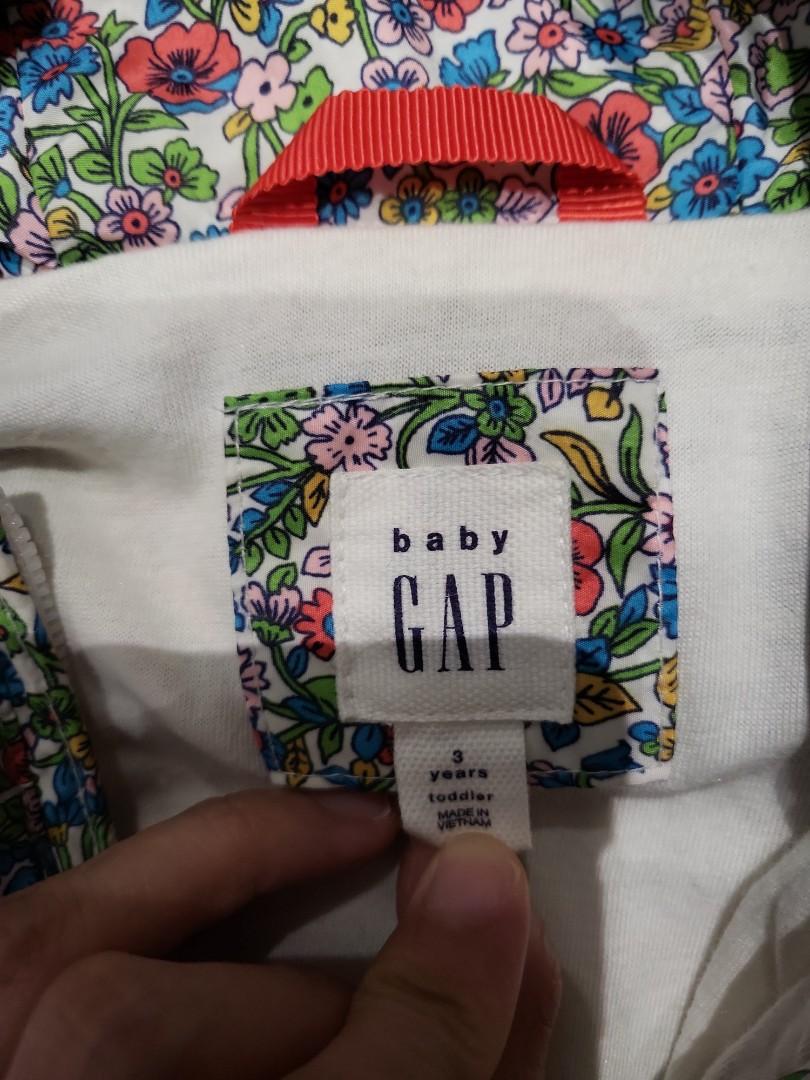 baby
GAP
3
years
toddler
MADE IN
VIETNAM